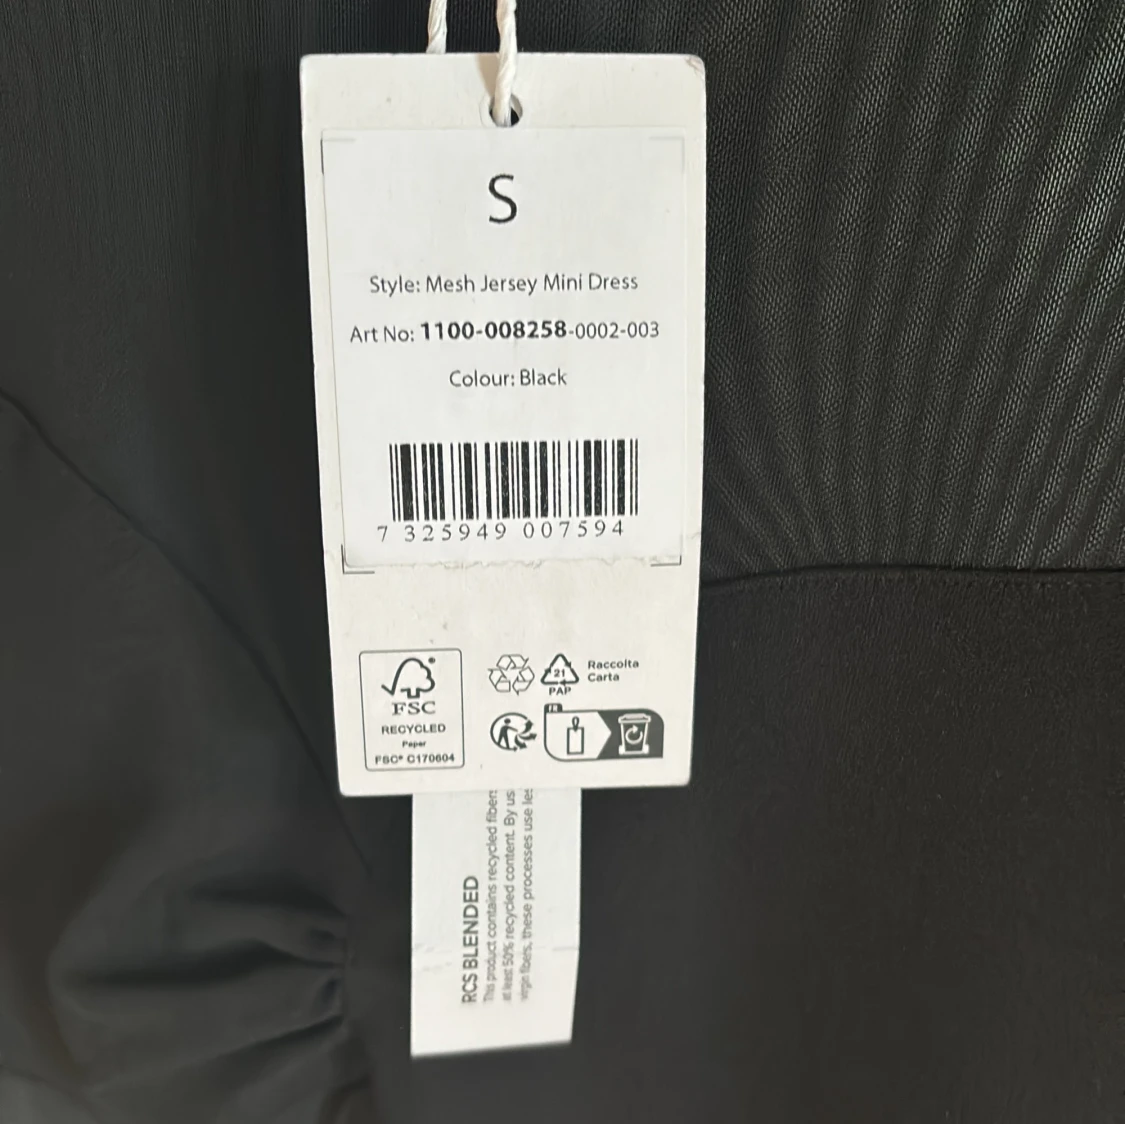 S
Style: Mesh Jersey Mini Dress
Art No: 1100-008258-0002-003
Colour: Black
7 325949 007594
FSC
RECYCLED
Paper
FSC® C170604
21
PAP
Raccolta
Carta
FR
RCS BLENDED
This product contains recycled fibers
at least 50% recycled content. By us
virgin fibers, these processes use les